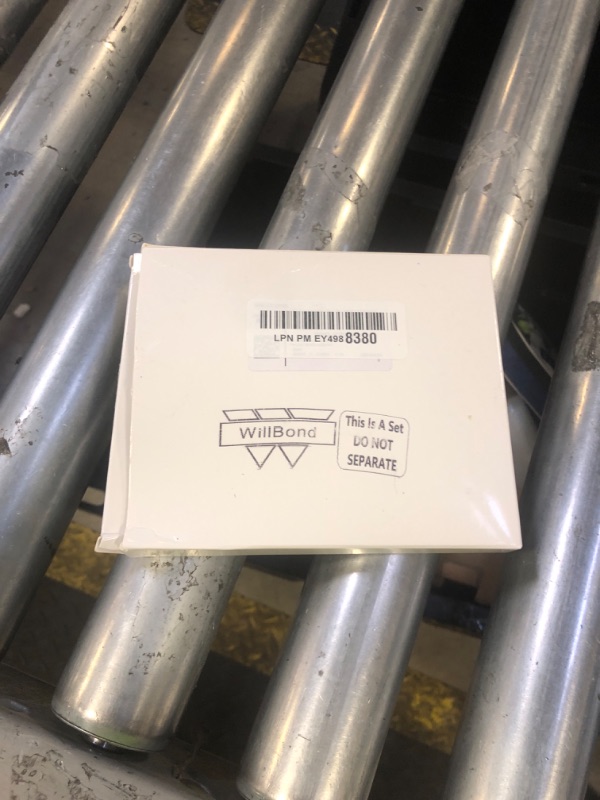 LPN PM EY4988380
WillBond
This Is A Set
DO NOT
SEPARATE